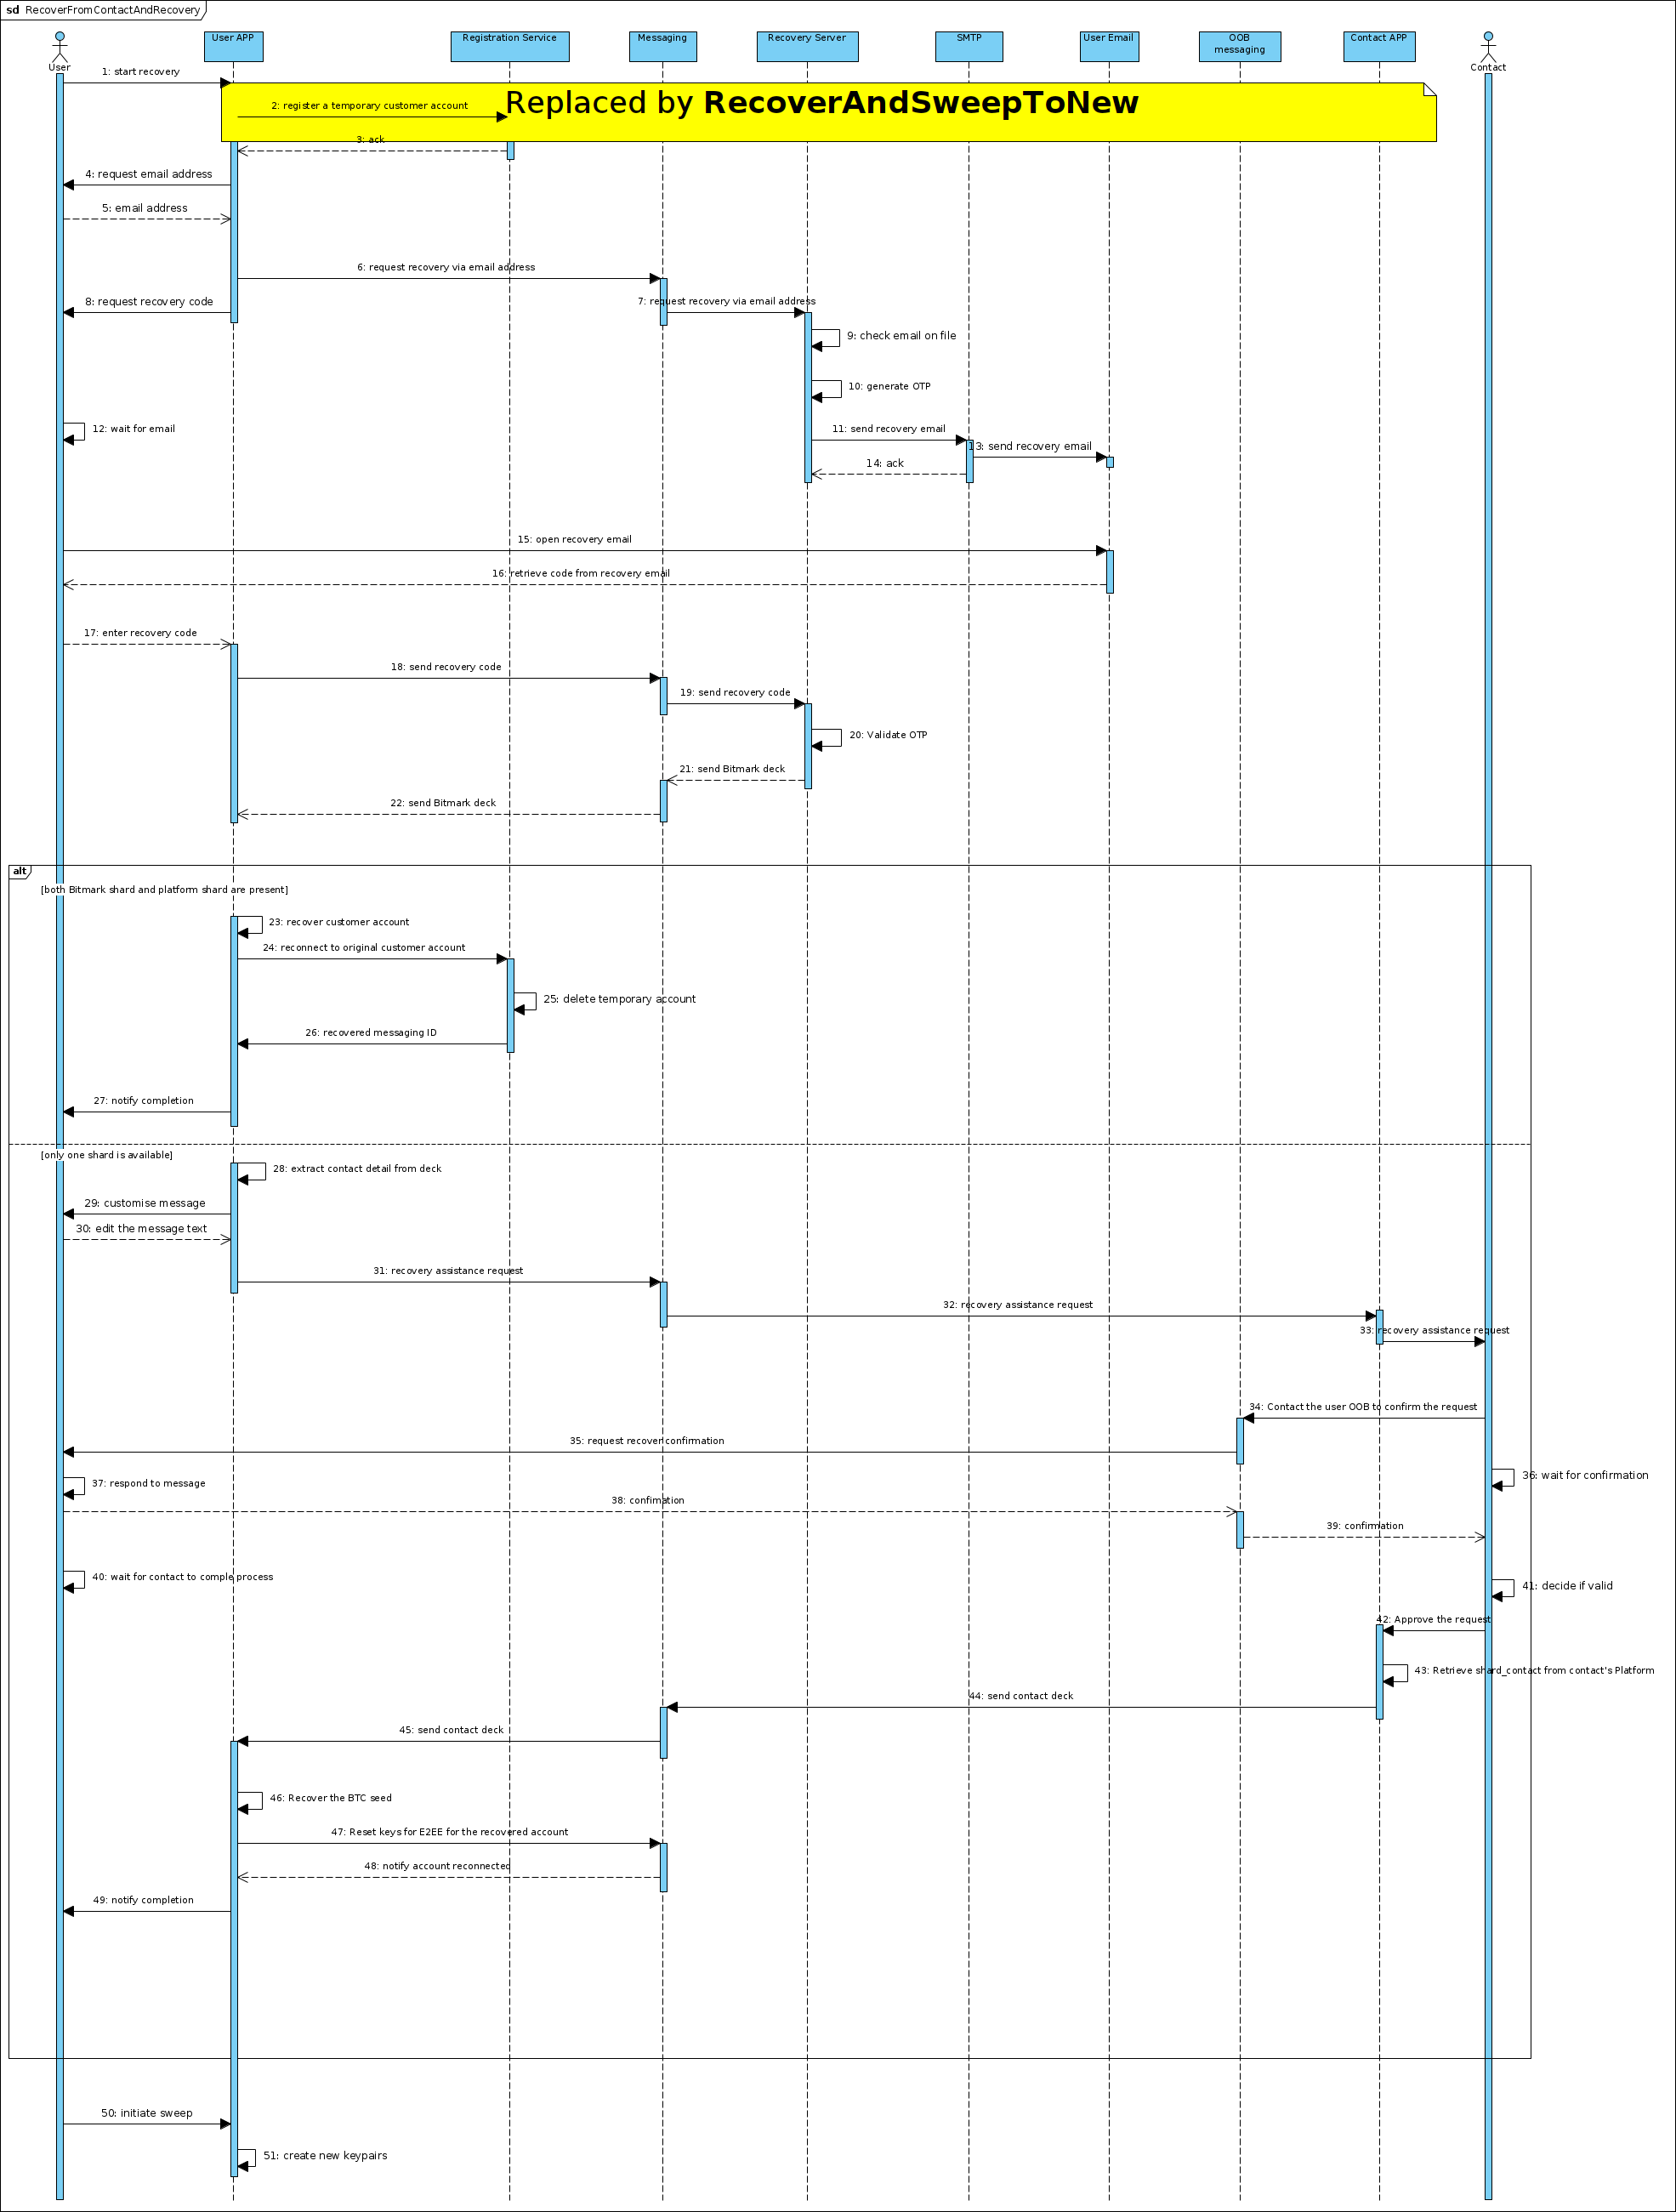 sd RecoverFromContactAndRecovery
User
User APP
Registration Service
Messaging
Recovery Server
SMTP
User Email
OOB
messaging
Contact APP
Contact
1: start recovery
Replaced by RecoverAndSweepToNew
2: register a temporary customer account
3: ack
4: request email address
5: email address
6: request recovery via email address
8: request recovery code
7: request recovery via email address
9: check email on file
10: generate OTP
12: wait for email
11: send recovery email
13: send recovery email
14: ack
15: open recovery email
16: retrieve code from recovery email
17: enter recovery code
18: send recovery code
19: send recovery code
20: Validate OTP
21: send Bitmark deck
22: send Bitmark deck
alt
[both Bitmark shard and platform shard are present]
23: recover customer account
24: reconnect to original customer account
25: delete temporary account
26: recovered messaging ID
27: notify completion
[only one shard is available]
28: extract contact detail from deck
29: customise message
30: edit the message text
31: recovery assistance request
32: recovery assistance request
33: recovery assistance request
34: Contact the user OOB to confirm the request
35: request recover confirmation
36: wait for confirmation
37: respond to message
38: confimation
39: confirmation
40: wait for contact to comple process
41: decide if valid
42: Approve the request
43: Retrieve shard_contact from contact's Platform
44: send contact deck
45: send contact deck
46: Recover the BTC seed
47: Reset keys for E2EE for the recovered account
48: notify account reconnected
49: notify completion
50: initiate sweep
51: create new keypairs